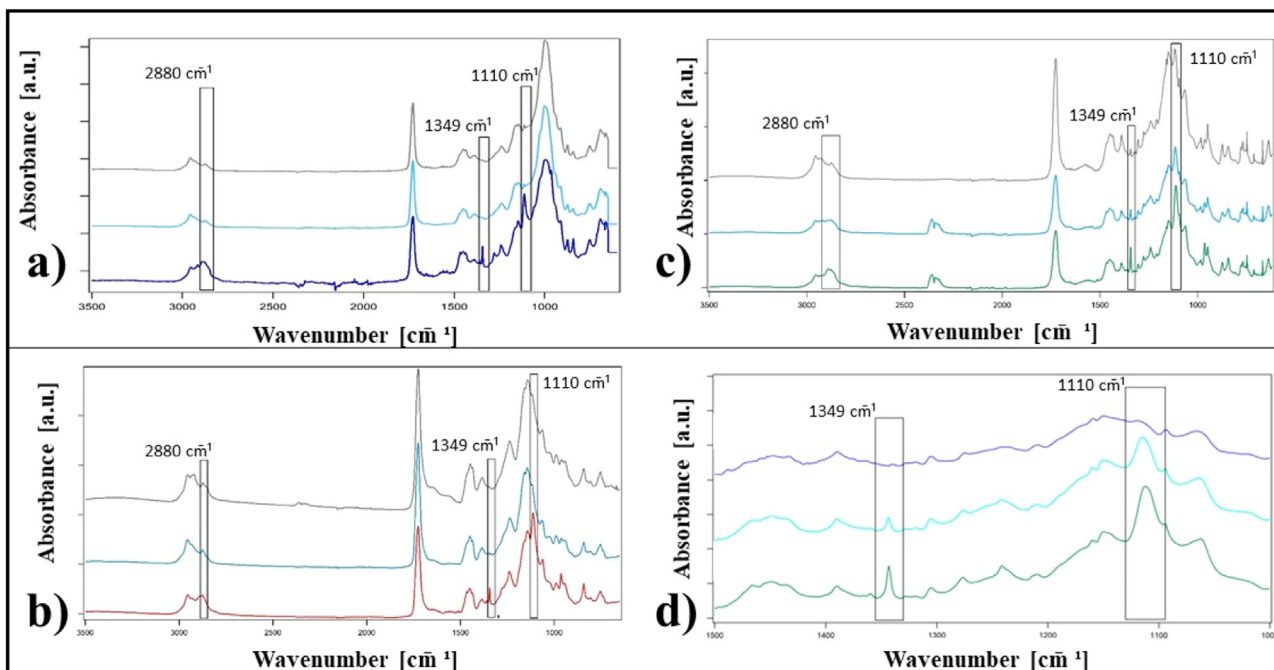 Absorbance [a.u.]
2880 cm̄¹
1349 cm̄¹
1110 cm̄¹
a)
3500
3000
2500
2000
1500
1000
Wavenumber [cm̄ ¹]
Absorbance [a.u.]
2880 cm̄¹
1349 cm̄¹
1110 cm̄¹
c)
3500
3000
2500
2000
1500
1000
Wavenumber [cm̄ ¹]
Absorbance [a.u.]
2880 cm̄¹
1349 cm̄¹
1110 cm̄¹
b)
3500
3000
2500
2000
1500
1000
Wavenumber [cm̄ ¹]
Absorbance [a.u.]
1349 cm̄¹
1110 cm̄¹
d)
1500
1400
1300
1200
1100
1000
Wavenumber [cm̄ ¹]